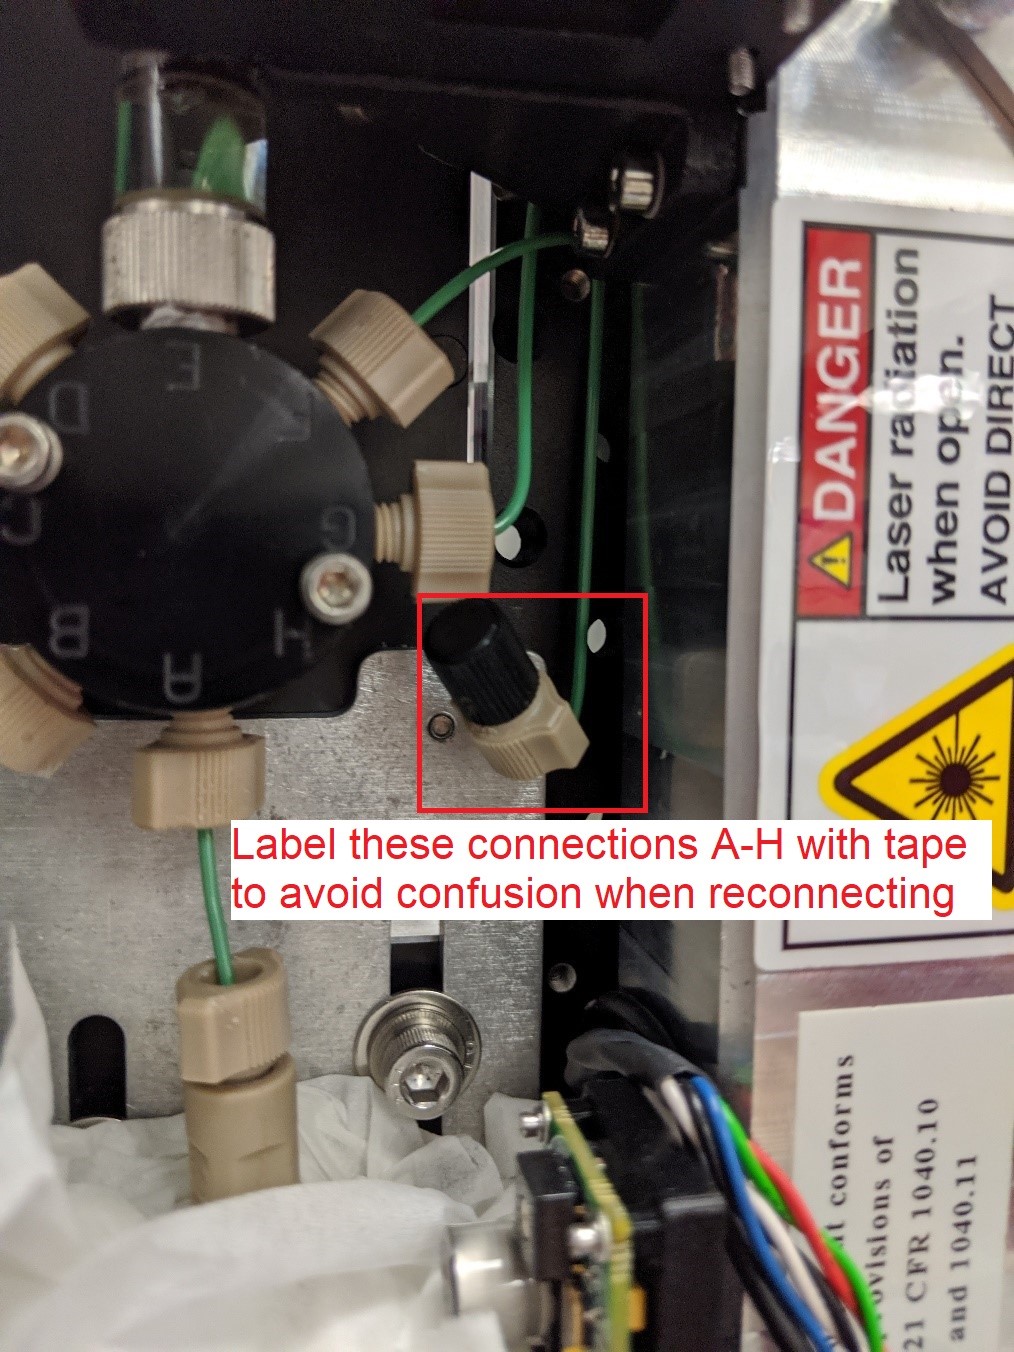 E
D
F
C
G
B
H
A
DANGER
Laser radiation
when open.
AVOID DIRECT
Label these connections A-H with tape
to avoid confusion when reconnecting
conforms
of
21 CFR 1040.10
and 1040.11